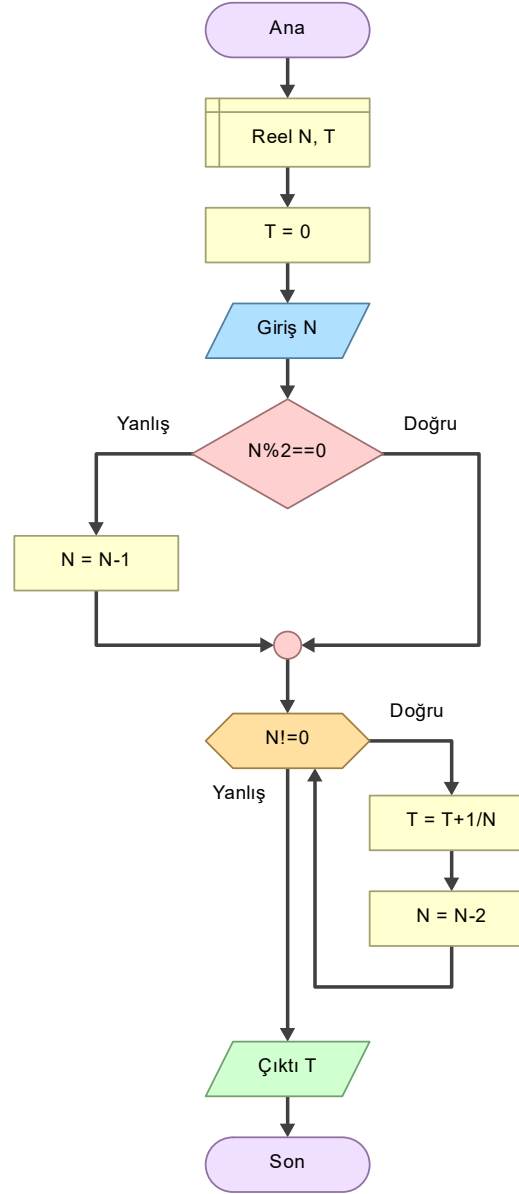 Ana
Reel N, T
T = 0
Giriş N
N%2==0
Yanlış
Doğru
N = N-1
N!=0
Doğru
Yanlış
T = T+1/N
N = N-2
Çıktı T
Son